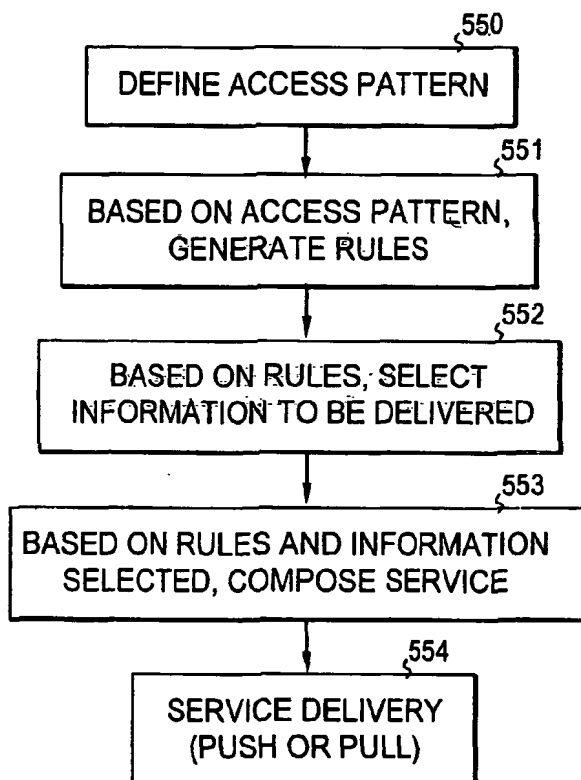 550
DEFINE ACCESS PATTERN
551
BASED ON ACCESS PATTERN,
GENERATE RULES
552
BASED ON RULES, SELECT
INFORMATION TO BE DELIVERED
553
BASED ON RULES AND INFORMATION
SELECTED, COMPOSE SERVICE
554
SERVICE DELIVERY
(PUSH OR PULL)